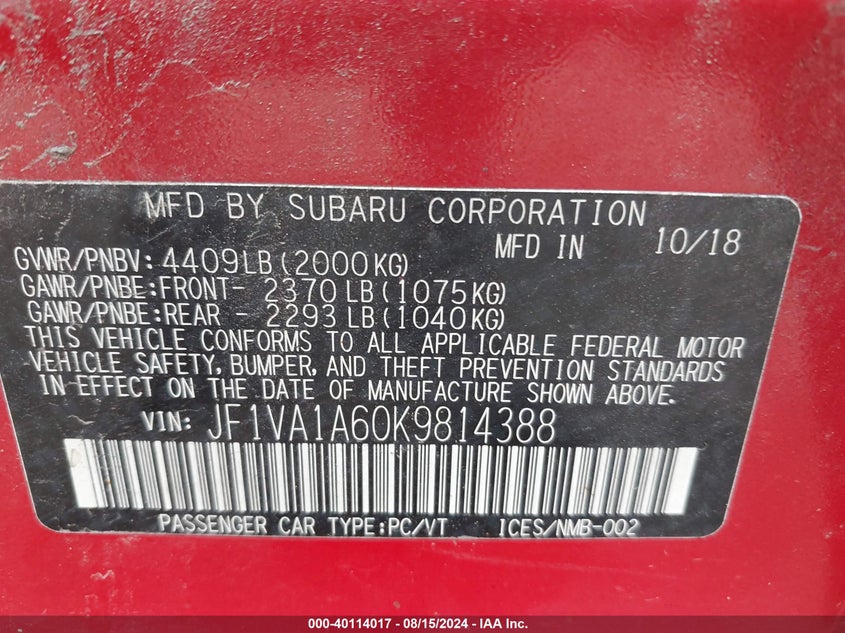 MFD BY SUBARU CORPORATION
MFD IN 10/18
GVWR/PNBV: 4409LB(2000KG)
GAWR/PNBE:FRONT- 2370 LB(1075KG)
GAWR/PNBE:REAR - 2293 LB(1040KG)
THIS VEHICLE CONFORMS TO ALL APPLICABLE FEDERAL MOTOR
VEHICLE SAFETY, BUMPER, AND THEFT PREVENTION STANDARDS
IN EFFECT ON THE DATE OF MANUFACTURE SHOWN ABOVE.
VIN: JF1VA1A60K9814388
PASSENGER CAR TYPE:PC/VT ICES/NMB-002
000-40114017 - 08/15/2024 - IAA Inc.